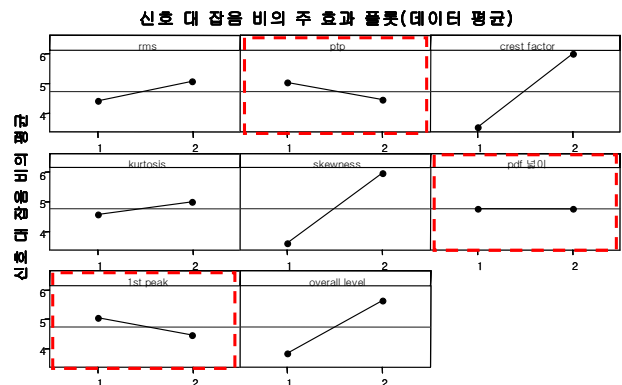 신호 대 잡음 비의 주 효과 플롯(데이터 평균)
신호 대 잡음 비의 평균
rms
ptp
crest factor
6
5
4
1 2 1 2 1 2
kurtosis
skewness
pdf 넓이
6
5
4
1 2 1 2 1 2
1st peak
overall level
6
5
4
1 2 1 2